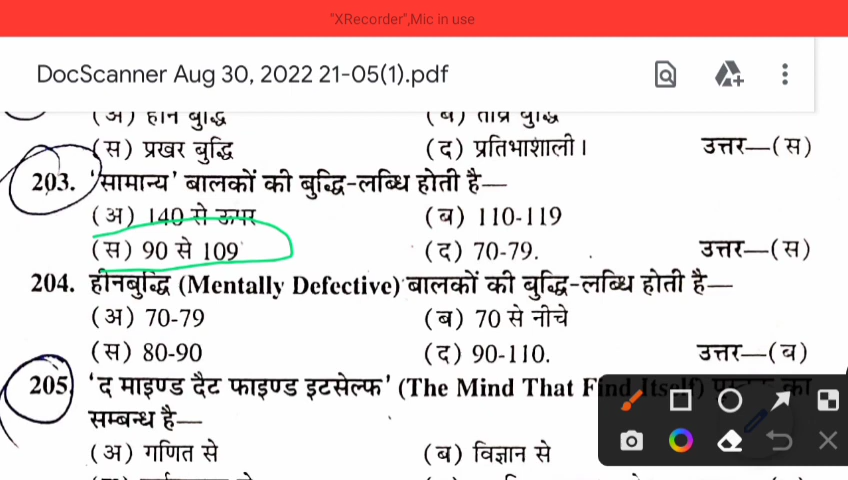 "XRecorder",Mic in use
DocScanner Aug 30, 2022 21-05(1).pdf
(अ) हीन बुद्धि (ब) तीव्र बुद्धि
(स) प्रखर बुद्धि (द) प्रतिभाशाली। उत्तर—(स)
203. 'सामान्य' बालकों की बुद्धि-लब्धि होती है—
(अ) 140 से ऊपर (ब) 110-119
(स) 90 से 109 (द) 70-79. उत्तर—(स)
204. हीनबुद्धि (Mentally Defective) बालकों की बुद्धि-लब्धि होती है—
(अ) 70-79 (ब) 70 से नीचे
(स) 80-90 (द) 90-110. उत्तर—(ब)
205. 'द माइण्ड दैट फाइण्ड इटसेल्फ' (The Mind That Find Itself) का
सम्बन्ध है—
(अ) गणित से (ब) विज्ञान से